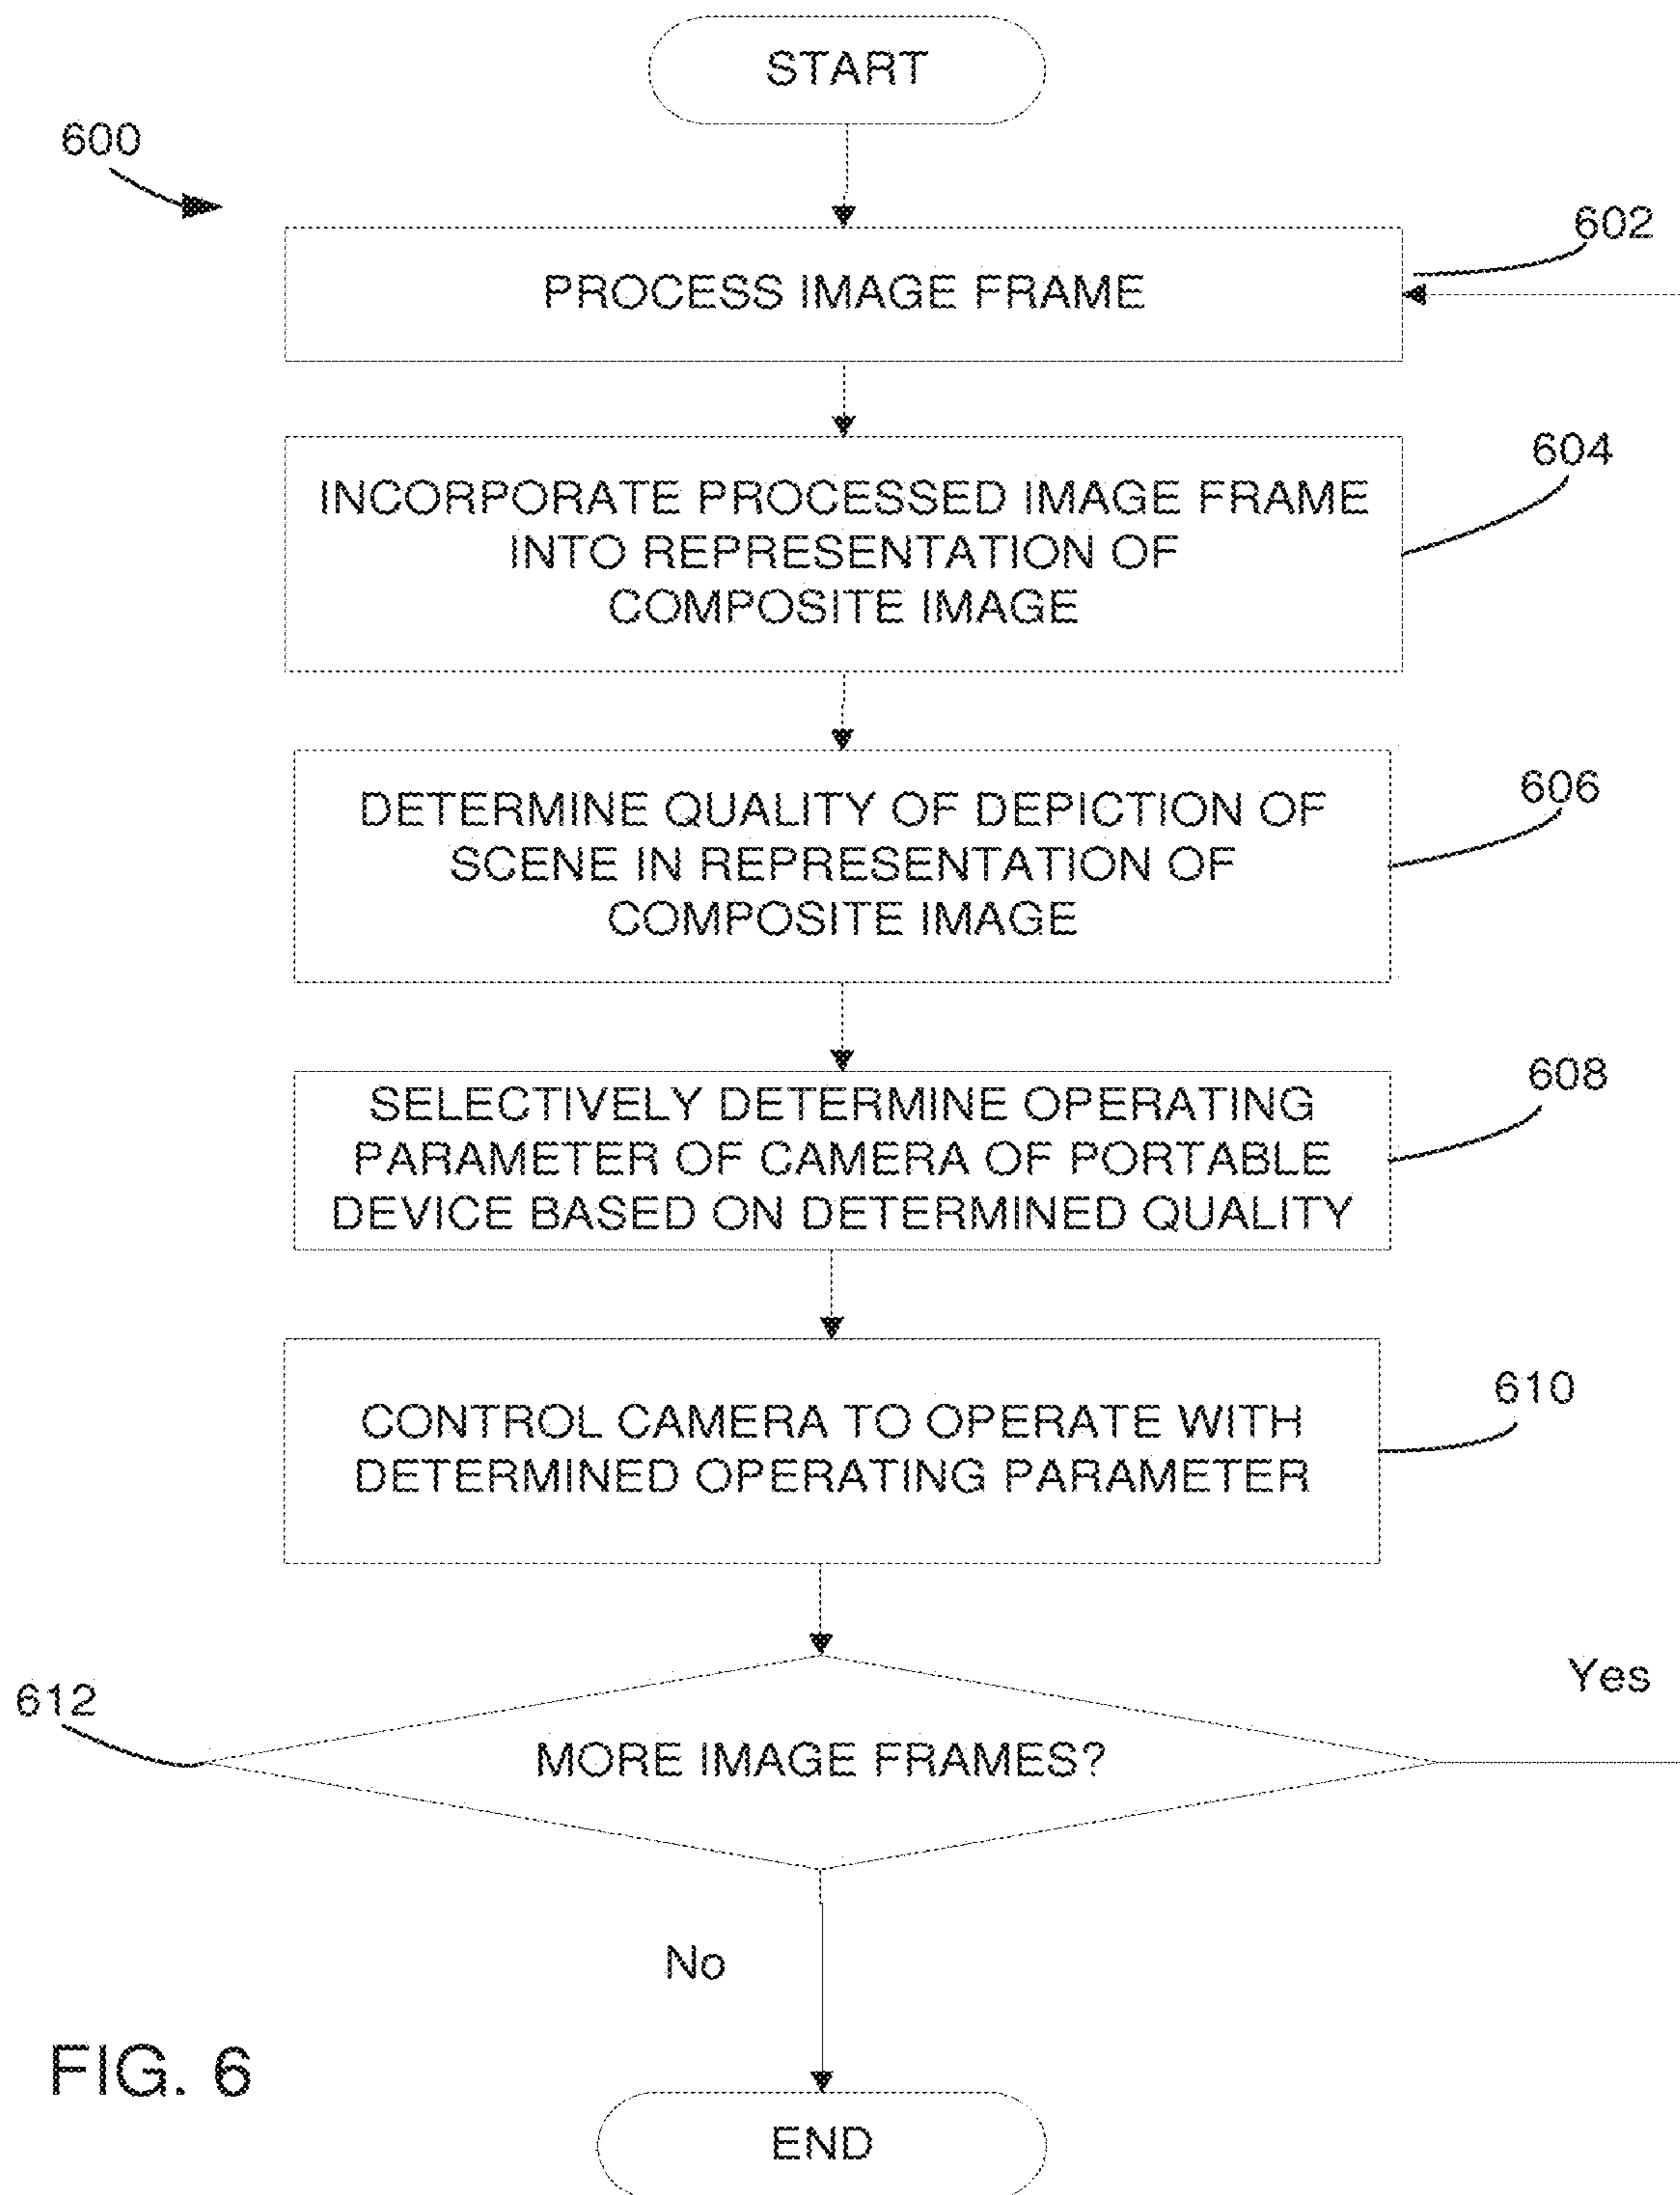 START
600
602
PROCESS IMAGE FRAME
604
INCORPORATE PROCESSED IMAGE FRAME
INTO REPRESENTATION OF
COMPOSITE IMAGE
606
DETERMINE QUALITY OF DEPICTION OF
SCENE IN REPRESENTATION OF
COMPOSITE IMAGE
608
SELECTIVELY DETERMINE OPERATING
PARAMETER OF CAMERA OF PORTABLE
DEVICE BASED ON DETERMINED QUALITY
610
CONTROL CAMERA TO OPERATE WITH
DETERMINED OPERATING PARAMETER
Yes
612
MORE IMAGE FRAMES?
No
FIG. 6
END